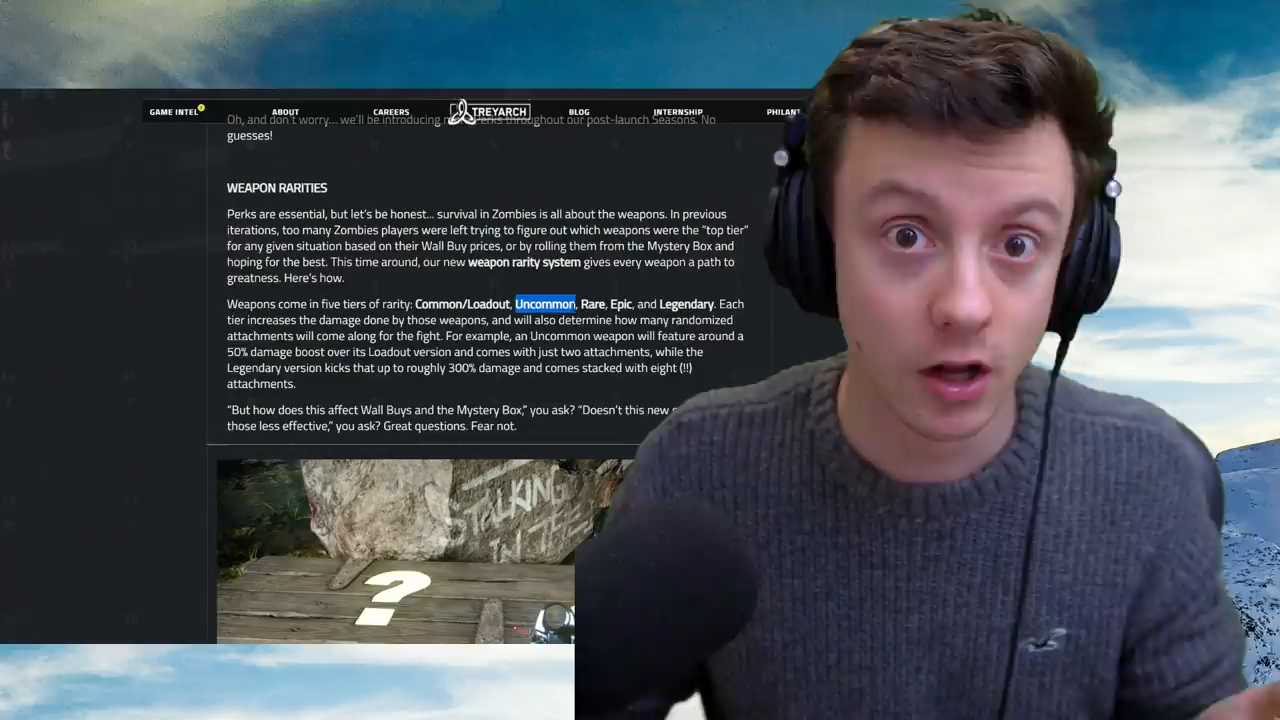 GAME INTEL ABOUT CAREERS TREYARCH BLOG INTERNSHIP PHILANT
Oh, and don't worry... we'll be introducing throughout our post-launch Seasons. No
guesses!
WEAPON RARITIES
Perks are essential, but let's be honest... survival in Zombies is all about the weapons. In previous
iterations, too many Zombies players were left trying to figure out which weapons were the "top tier"
for any given situation based on their Wall Buy prices, or by rolling them from the Mystery Box and
hoping for the best. This time around, our new weapon rarity system gives every weapon a path to
greatness. Here's how.
Weapons come in five tiers of rarity: Common/Loadout, Uncommon, Rare, Epic, and Legendary. Each
tier increases the damage done by those weapons, and will also determine how many randomized
attachments will come along for the fight. For example, an Uncommon weapon will feature around a
50% damage boost over its Loadout version and comes with just two attachments, while the
Legendary version kicks that up to roughly 300% damage and comes stacked with eight (!!)
attachments.
"But how does this affect Wall Buys and the Mystery Box," you ask? "Doesn't this new
those less effective," you ask? Great questions. Fear not.
STALKING
?